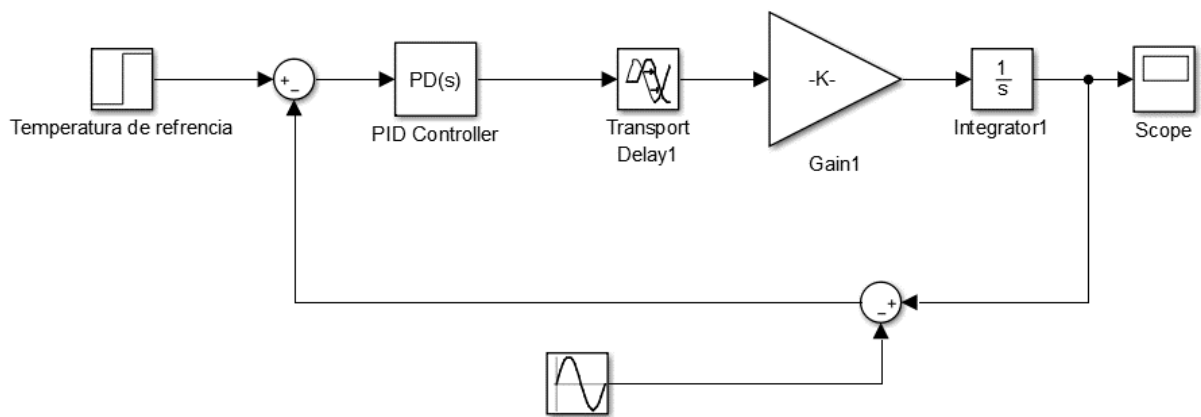 +
−
PD(s)
-K-
1
s
Temperatura de refrencia
PID Controller
Transport
Delay1
Gain1
Integrator1
Scope
−
+